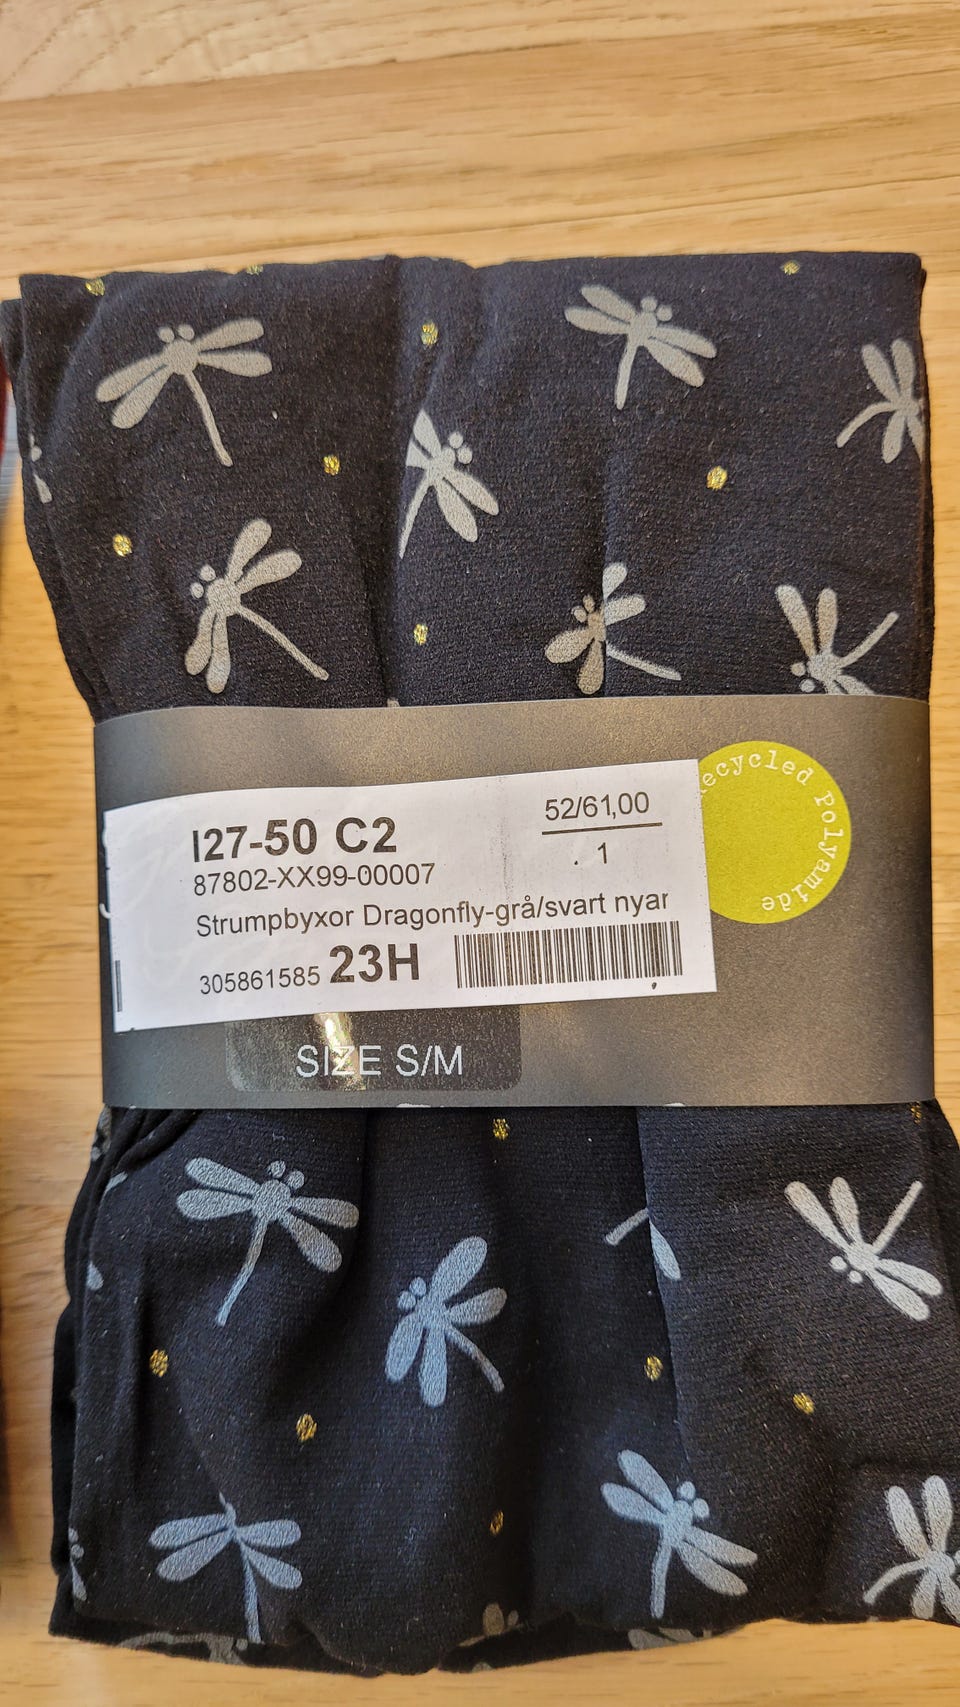 I27-50 C2
52/61,00
1
87802-XX99-00007
Strumpbyxor Dragonfly-grå/svart nyar
305861585 23H
Recycled Polyamide
SIZE S/M